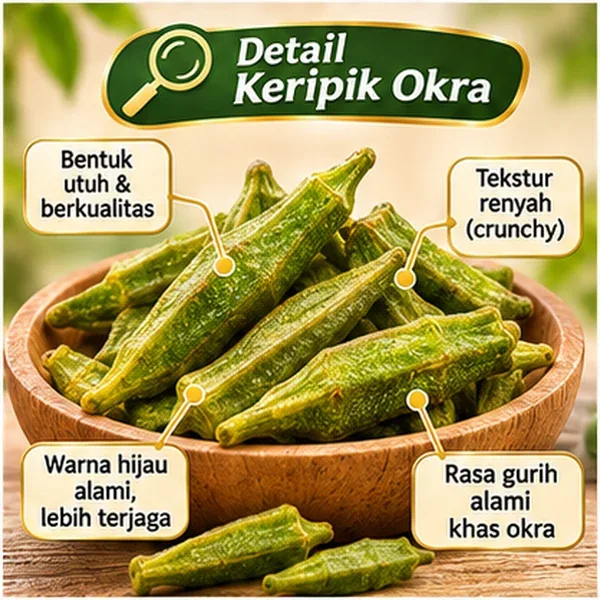 Detail
Keripik Okra
Bentuk
utuh &
berkualitas
Tekstur
renyah
(crunchy)
Warna hijau
alami,
lebih terjaga
Rasa gurih
alami
khas okra